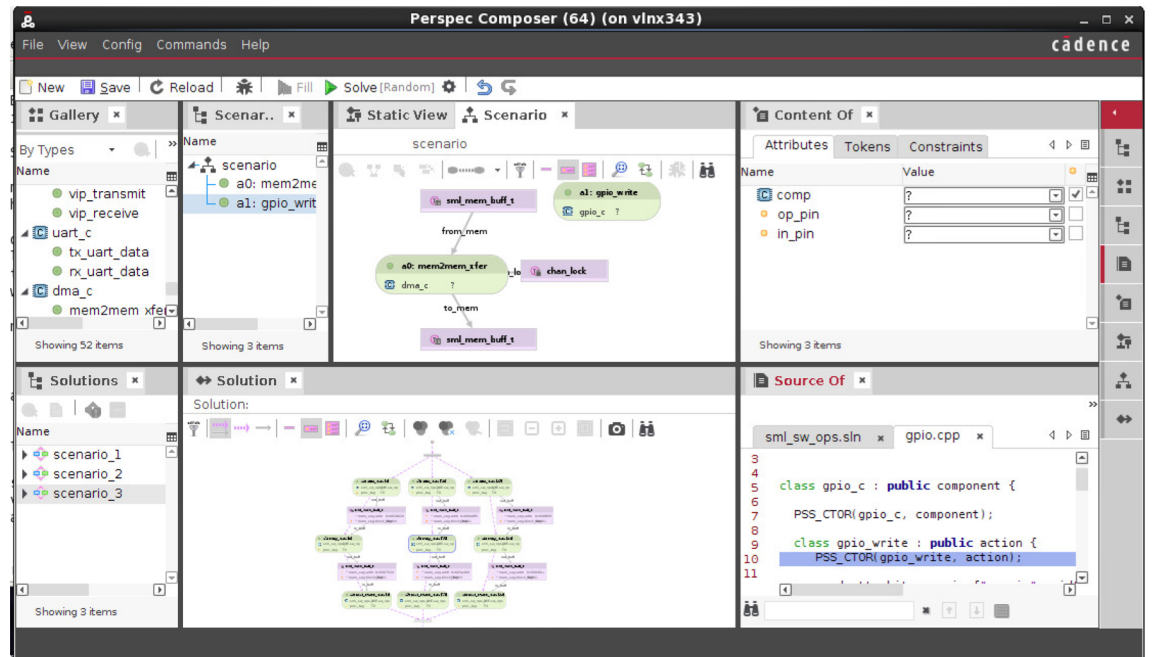 Perspec Composer (64) (on vlnx343)
File View Config Commands Help
cādence
New Save Reload Fill Solve [Random]
Gallery
By Types
»
Name
vip_transmit
vip_receive
uart_c
tx_uart_data
rx_uart_data
dma_c
mem2mem_xfe
Showing 52 items
Scenar..
Name
scenario
a0: mem2me
a1: gpio_writ
Showing 3 items
Static View Scenario
scenario
sml_mem_buff_t
a1: gpio_write
gpio_c ?
from_mem
a0: mem2mem_xfer
dma_c ?
chan_lock
to_mem
sml_mem_buff_t
Content Of
Attributes Tokens Constraints
Name Value
comp ?
op_pin ?
in_pin ?
Showing 3 items
Solutions
Name
scenario_1
scenario_2
scenario_3
Showing 3 items
Solution
Solution:
Source Of
»
sml_sw_ops.sln gpio.cpp
3
4
5 class gpio_c : public component {
6
7 PSS_CTOR(gpio_c, component);
8
9 class gpio_write : public action {
10 PSS_CTOR(gpio_write, action);
11